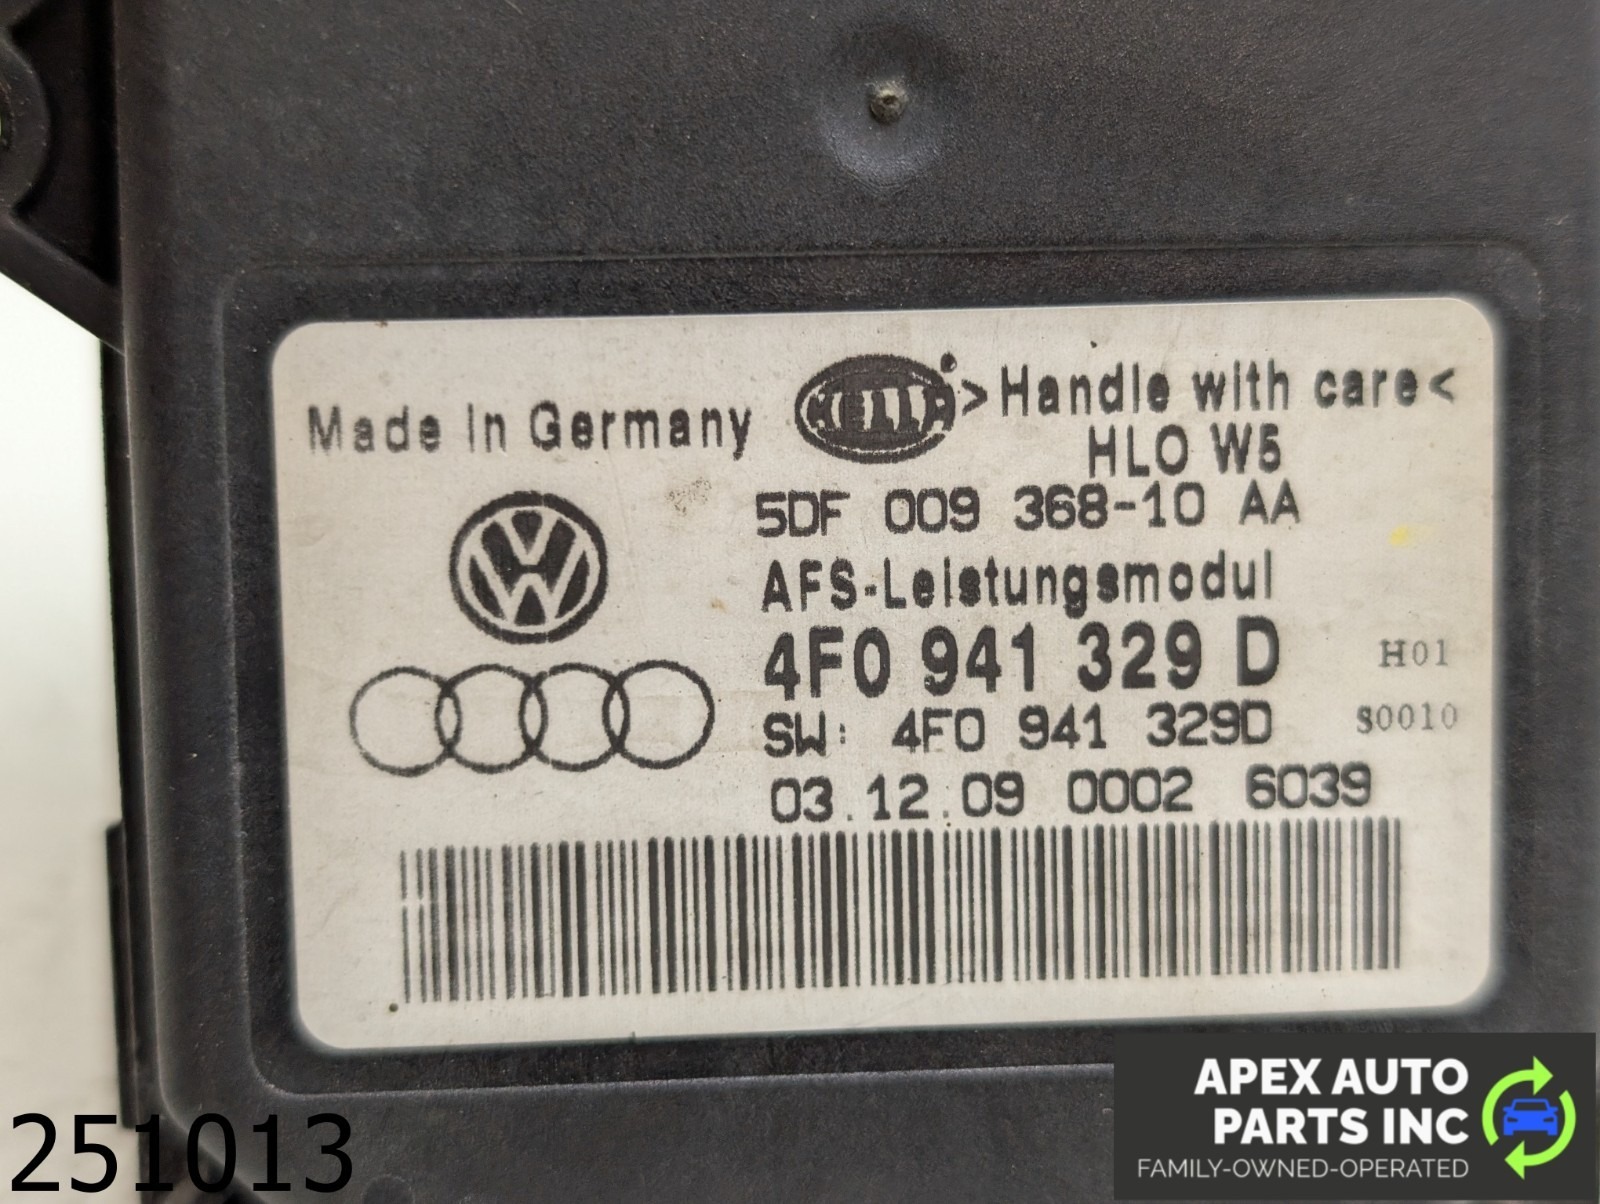 Made in Germany
HELLA
>Handle with care<
HLO W5
5DF 009 368-10 AA
AFS-Leistungsmodul
4F0 941 329 D H01
SW: 4F0 941 329D S0010
03.12.09 0002 6039
251013
APEX AUTO
PARTS INC
FAMILY-OWNED-OPERATED